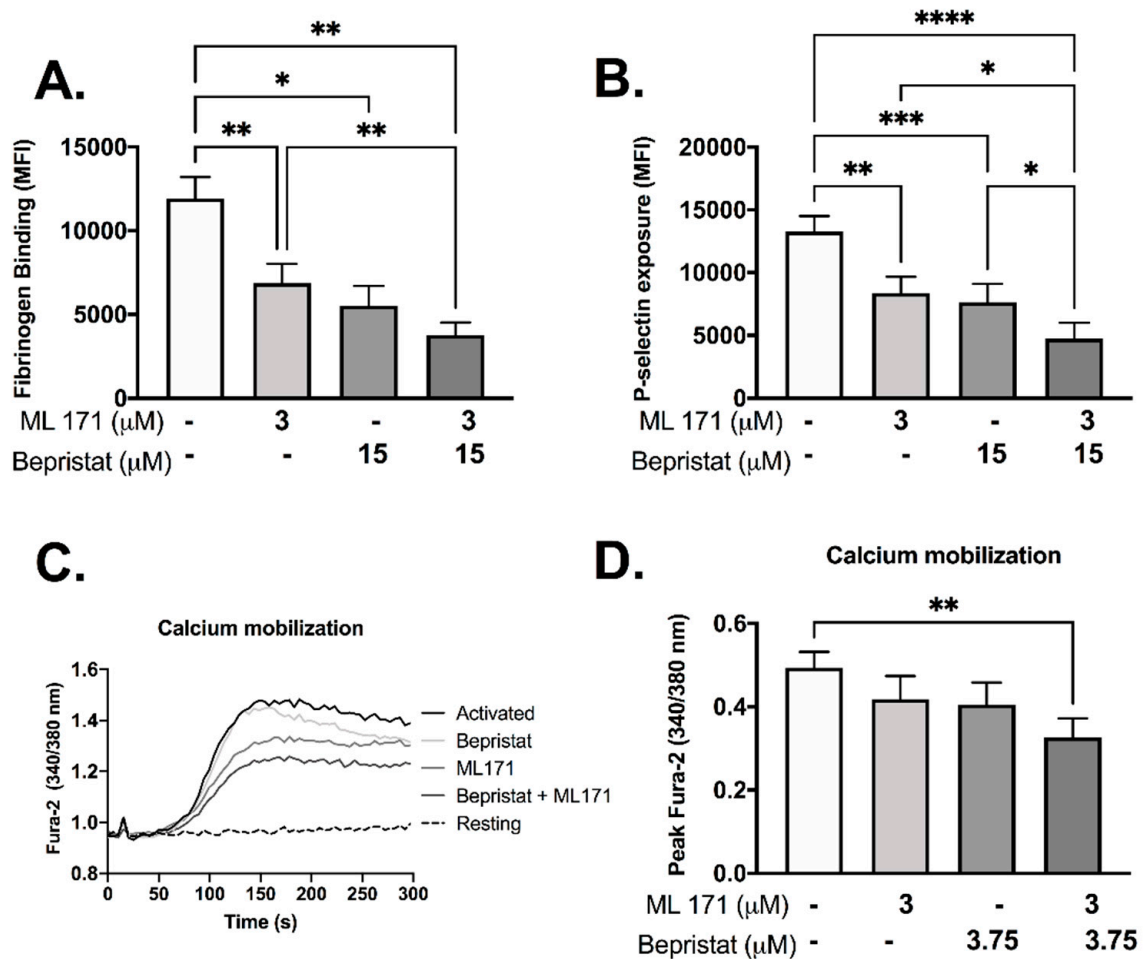 A.
**
*
**
**
Fibrinogen Binding (MFI)
15000
10000
5000
0
ML 171 (μM) - 3 - 3
Bepristat (μM) - - 15 15
B.
****
*
***
**
*
P-selectin exposure (MFI)
20000
15000
10000
5000
0
ML 171 (μM) - 3 - 3
Bepristat (μM) - - 15 15
C.
Calcium mobilization
Fura-2 (340/380 nm)
1.6
1.4
1.2
1.0
0.8
0 50 100 150 200 250 300
Time (s)
Activated
Bepristat
ML171
Bepristat + ML171
Resting
D.
Calcium mobilization
**
Peak Fura-2 (340/380 nm)
0.6
0.4
0.2
0.0
ML 171 (μM) - 3 - 3
Bepristat (μM) - - 3.75 3.75